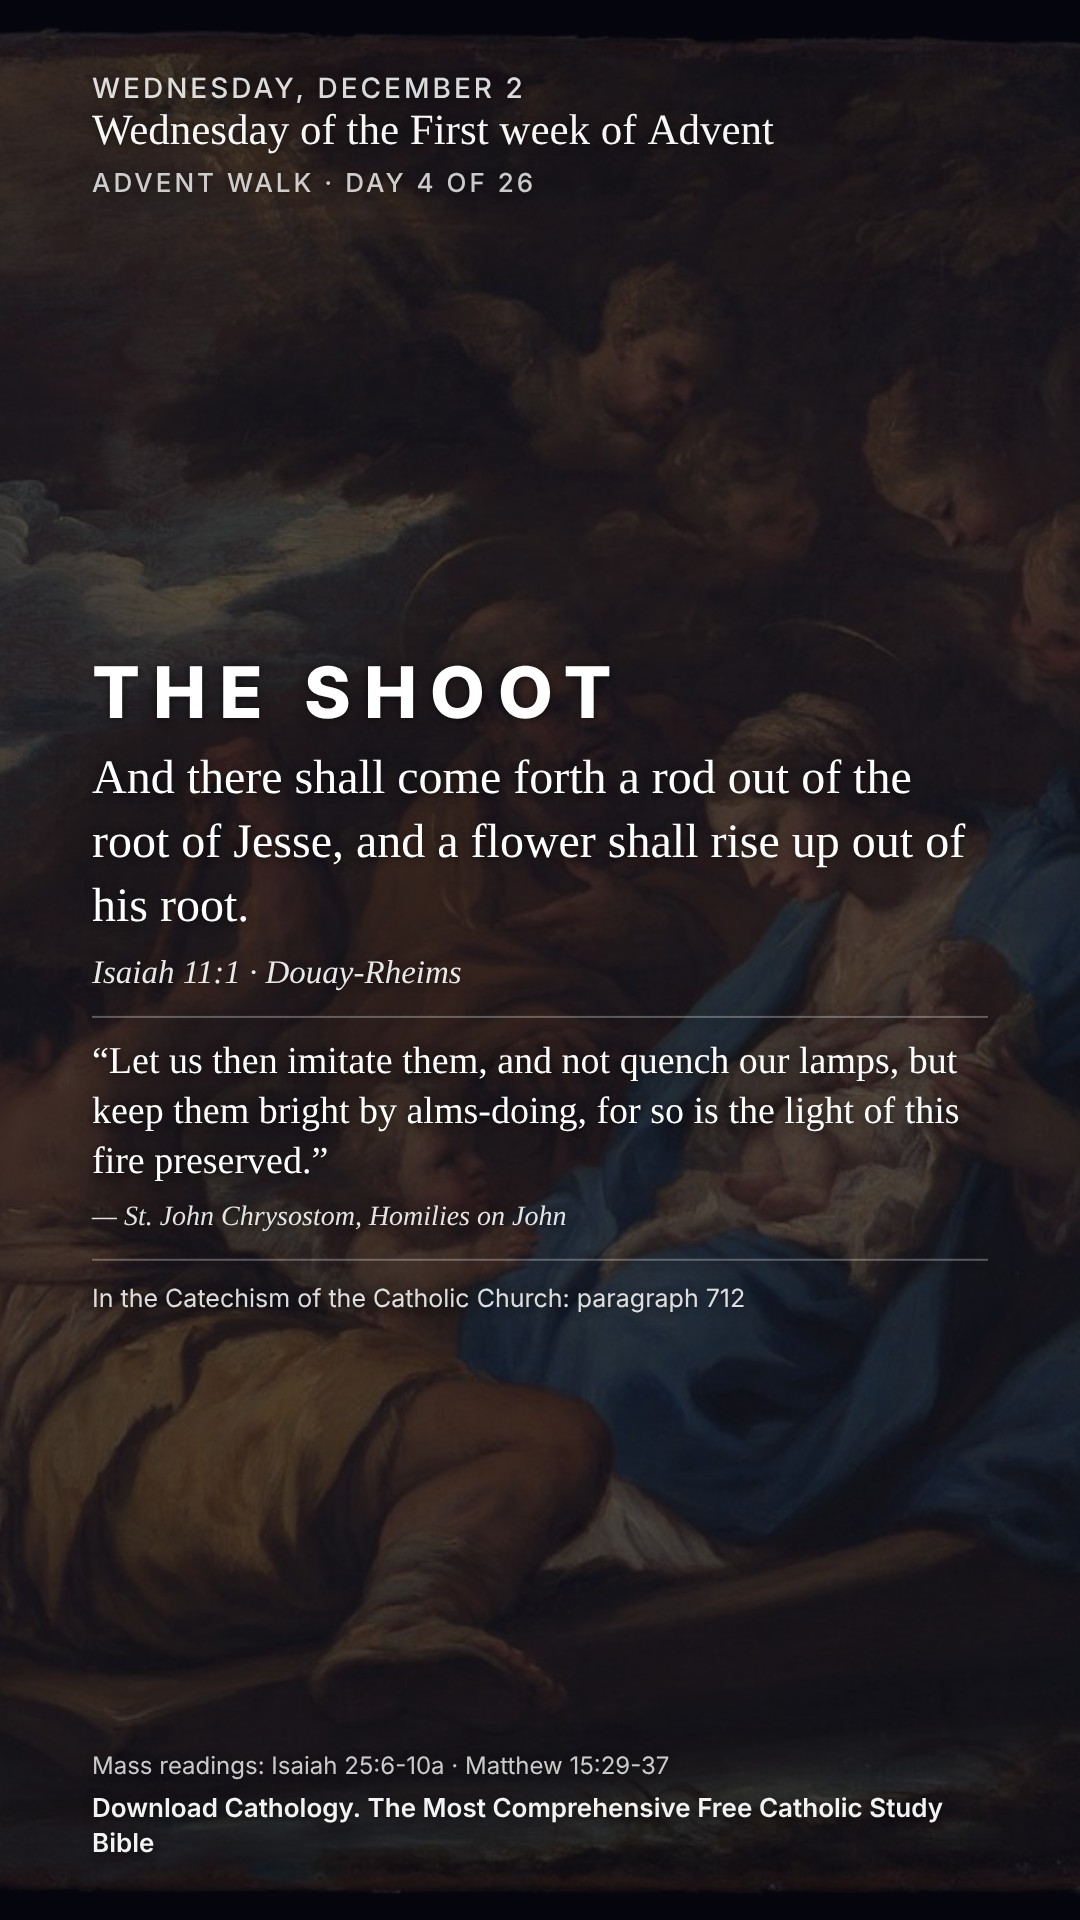 WEDNESDAY, DECEMBER 2
Wednesday of the First week of Advent
ADVENT WALK · DAY 4 OF 26
THE SHOOT
And there shall come forth a rod out of the
root of Jesse, and a flower shall rise up out of
his root.
Isaiah 11:1 · Douay-Rheims
“Let us then imitate them, and not quench our lamps, but
keep them bright by alms-doing, for so is the light of this
fire preserved.”
— St. John Chrysostom, Homilies on John
In the Catechism of the Catholic Church: paragraph 712
Mass readings: Isaiah 25:6-10a · Matthew 15:29-37
Download Cathology. The Most Comprehensive Free Catholic Study
Bible